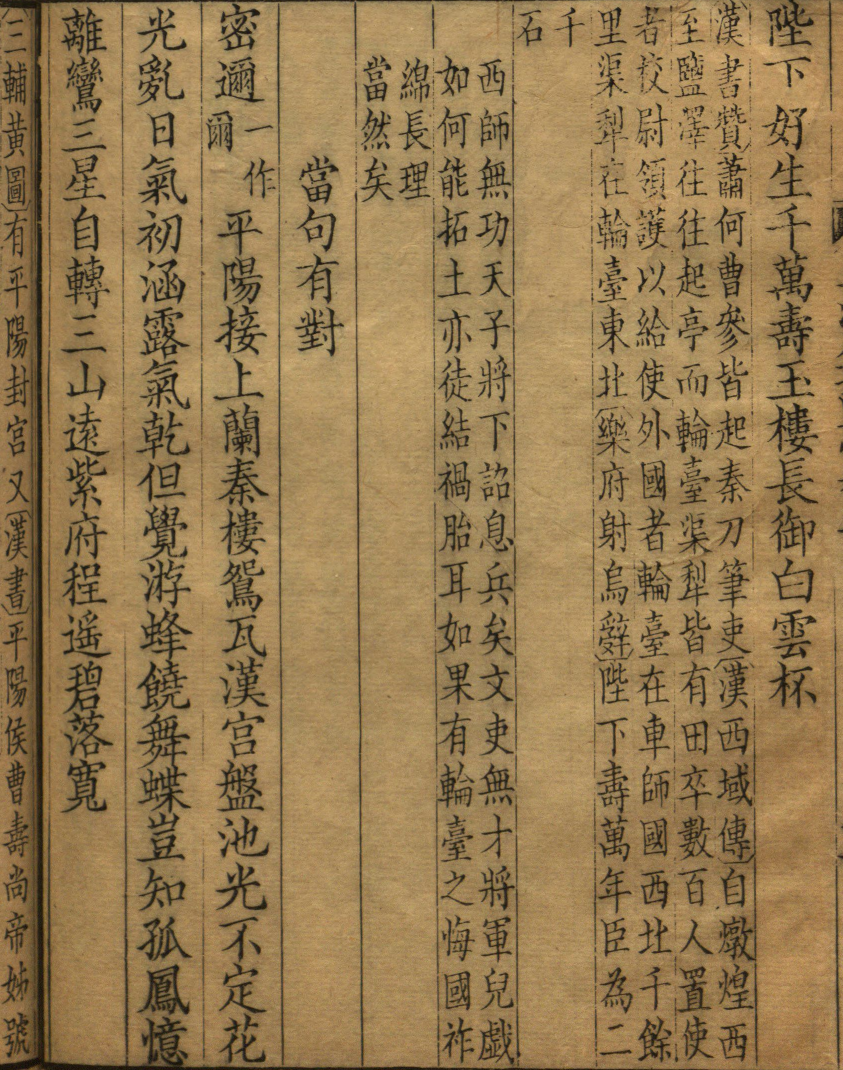 陛下好生千萬壽玉樓長御白雲杯
漢書贊蕭何曹參皆起秦刀筆吏漢西域傳自燉煌西
至鹽澤往往起亭而輪臺渠犁皆有田卒數百人置使
者校尉領護以給使外國者輪臺在車師國西北千餘
里渠犁在輪臺東北樂府射烏辭陛下壽萬年臣為二
千
石
西師無功天子將下詔息兵矣文吏無才將軍兒戲
如何能拓土亦徒結禍胎耳如果有輪臺之悔國祚
綿長理
當然矣
當句有對
密邇一作爾平陽接上蘭秦樓鴛瓦漢宮盤池光不定花
光亂日氣初涵露氣乾但覺游蜂饒舞蝶豈知孤鳳憶
離鸞三星自轉三山遠紫府程遥碧落寬
三輔黃圖有平陽封宮又漢書平陽侯曹壽尚帝姊號